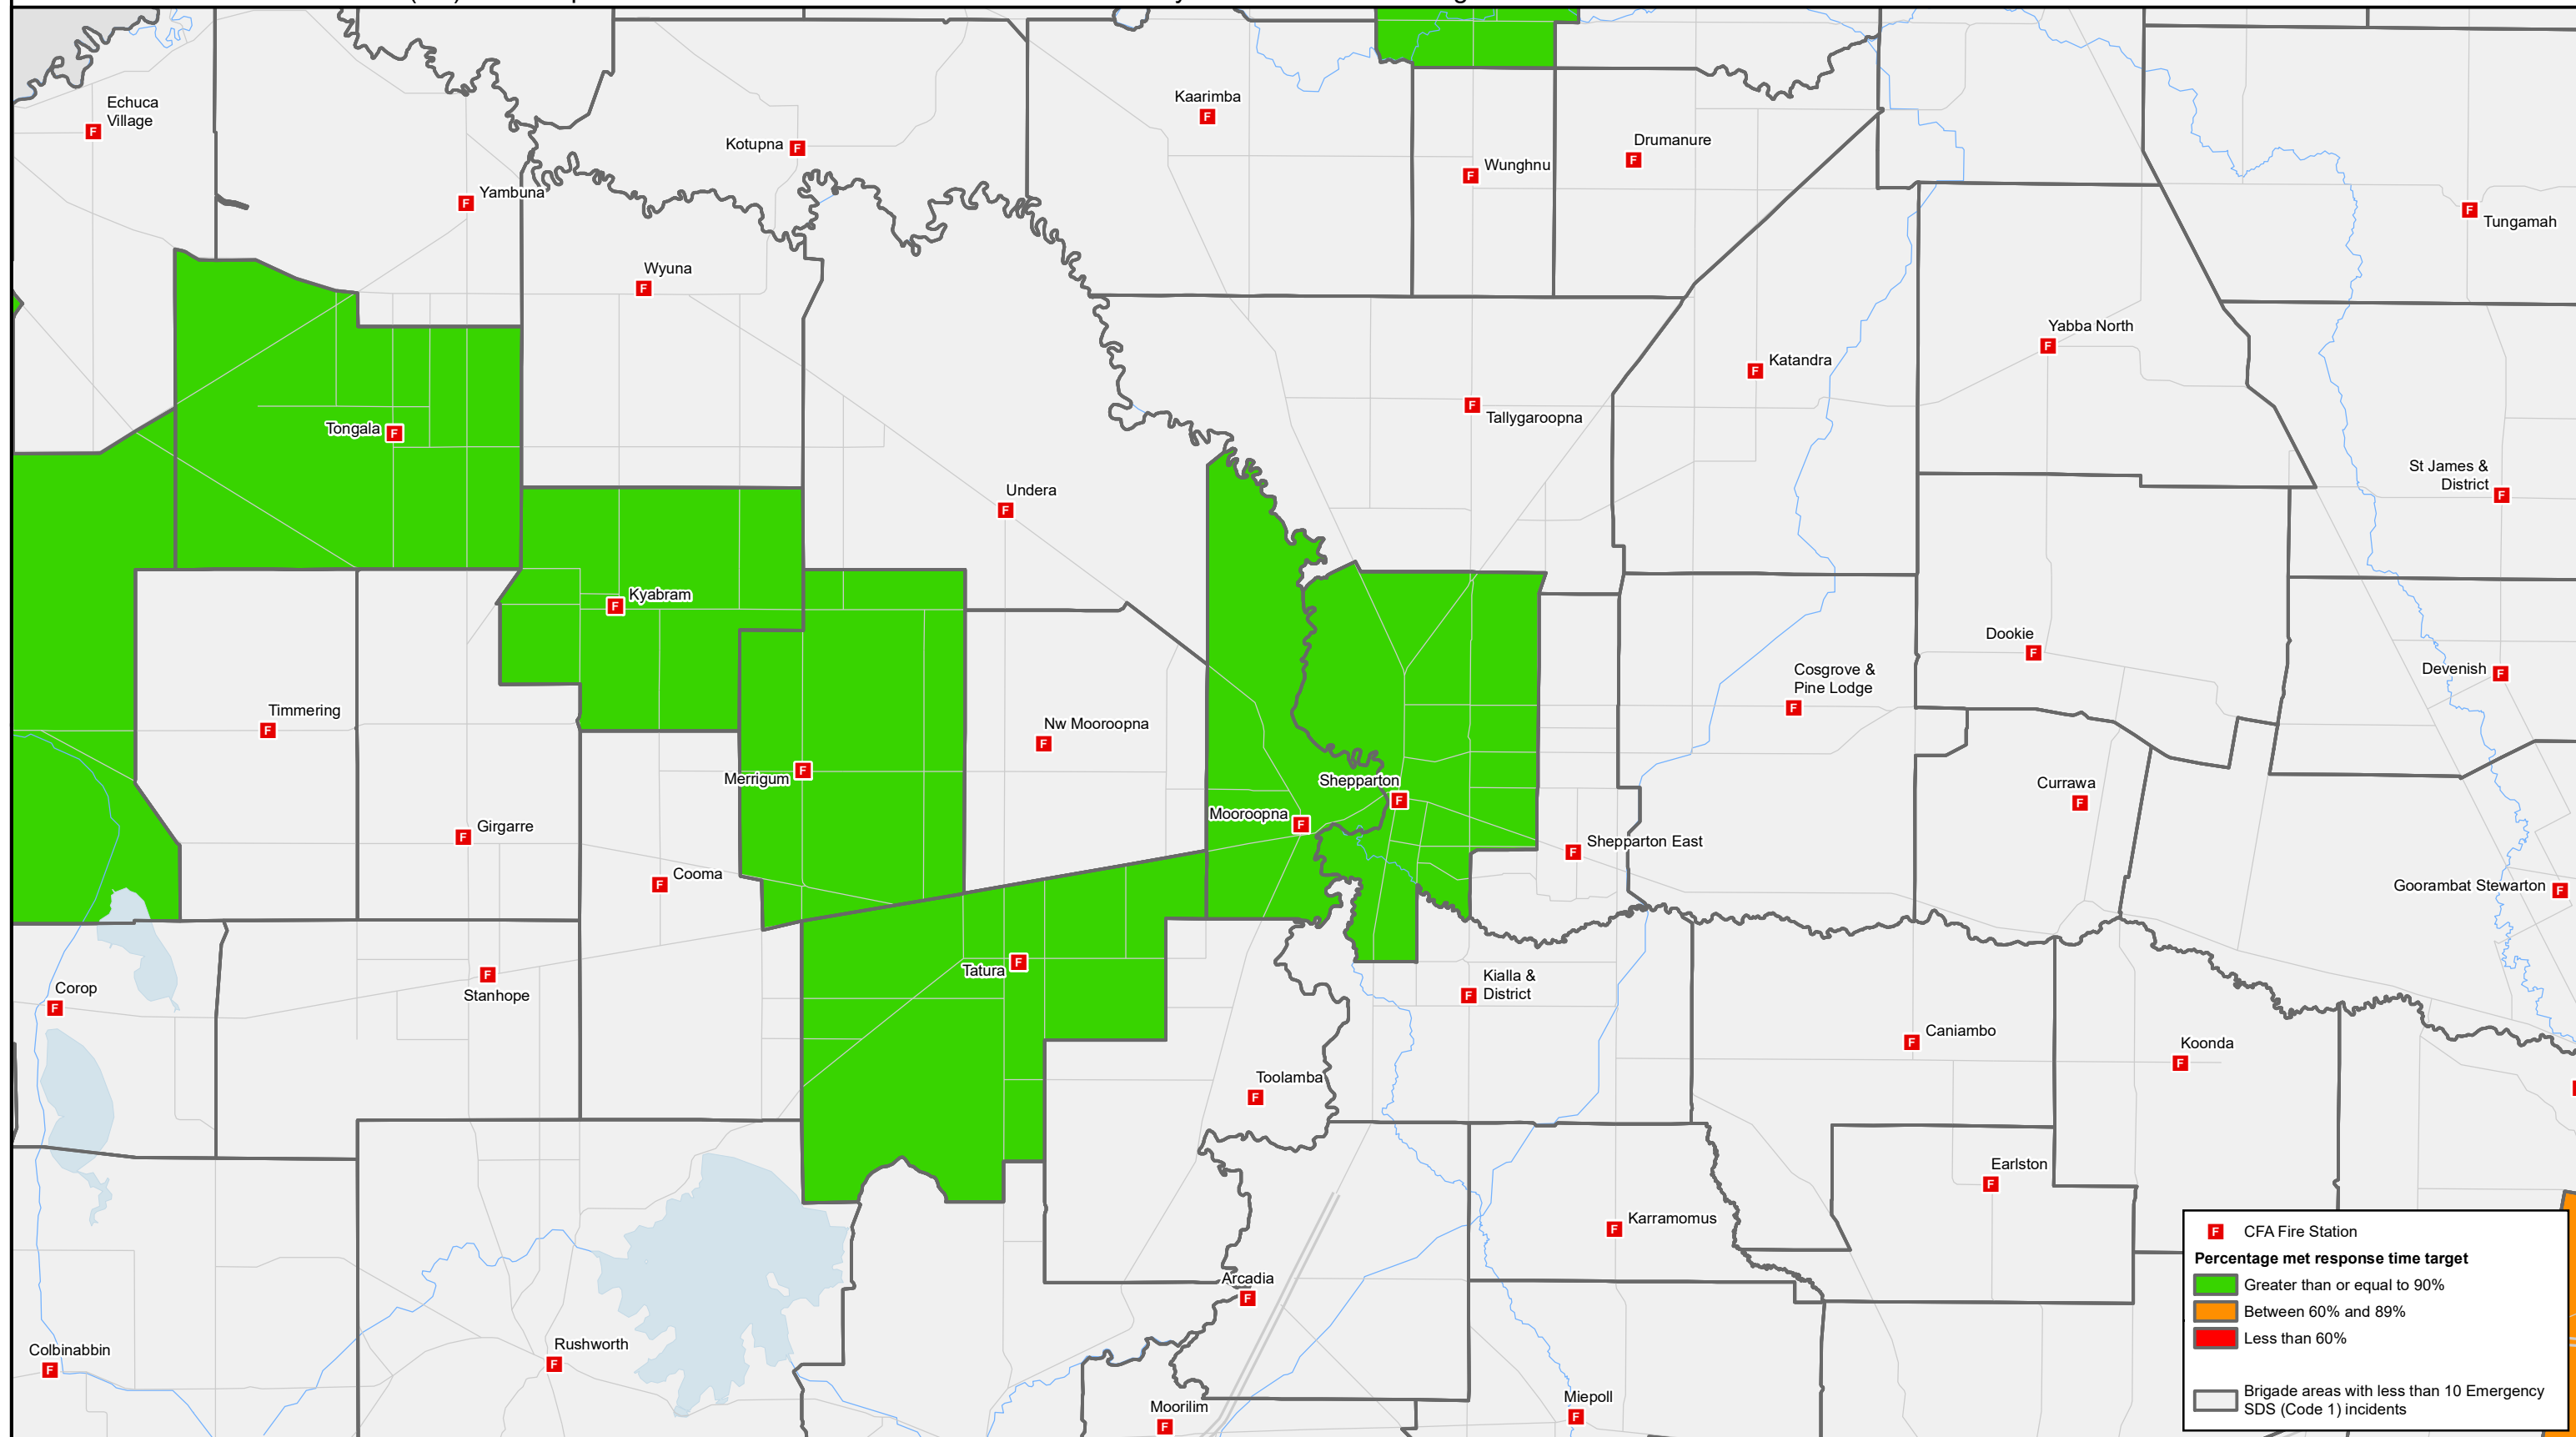 Echuca
Village
Kaarimba
Kotupna
Drumanure
Wunghnu
Yambuna
Tungamah
Wyuna
Yabba North
Katandra
Tallygaroopna
Tongala
St James &
District
Undera
Kyabram
Dookie
Devenish
Cosgrove &
Pine Lodge
Timmering
Nw Mooroopna
Merrigum
Shepparton
Currawa
Mooroopna
Girgarre
Shepparton East
Cooma
Goorambat Stewarton
Tatura
Kialla &
District
Corop
Stanhope
Caniambo
Koonda
Toolamba
Earlston
Karramomus
Arcadia
Rushworth
Colbinabbin
Miepoll
Moorilim
F CFA Fire Station
Percentage met response time target
Greater than or equal to 90%
Between 60% and 89%
Less than 60%
Brigade areas with less than 10 Emergency
SDS (Code 1) incidents